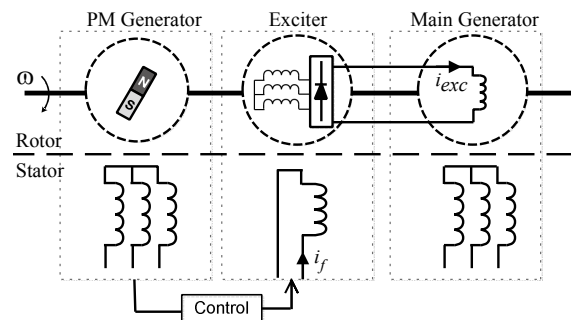 PM Generator Exciter Main Generator
ω
N
S
i_exc
Rotor
Stator
i_f
Control